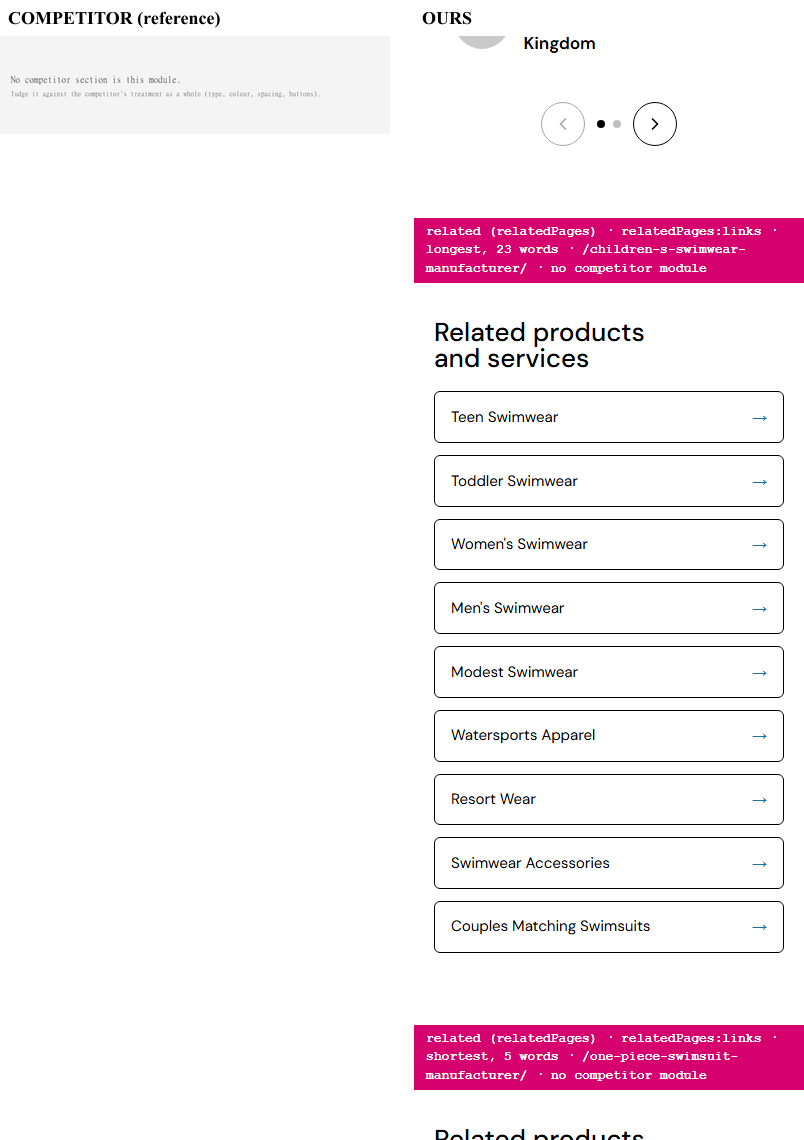 COMPETITOR (reference)
OURS
No competitor section is this module.
Judge it against the competitor's treatment as a whole (type, colour, spacing, buttons).
Kingdom
related (relatedPages) · relatedPages:links ·
longest, 23 words · /children-s-swimwear-
manufacturer/ · no competitor module
Related products
and services
Teen Swimwear →
Toddler Swimwear →
Women's Swimwear →
Men's Swimwear →
Modest Swimwear →
Watersports Apparel →
Resort Wear →
Swimwear Accessories →
Couples Matching Swimsuits →
related (relatedPages) · relatedPages:links ·
shortest, 5 words · /one-piece-swimsuit-
manufacturer/ · no competitor module
Related products